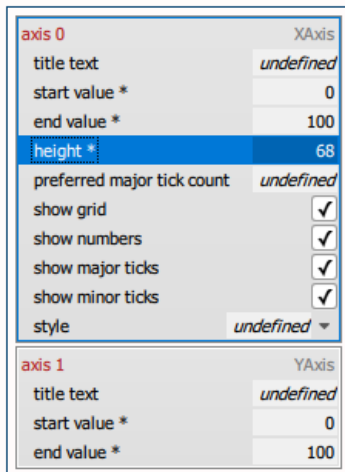 axis 0 XAxis
title text undefined
start value * 0
end value * 100
height * 68
preferred major tick count undefined
show grid
show numbers
show major ticks
show minor ticks
style undefined
axis 1 YAxis
title text undefined
start value * 0
end value * 100